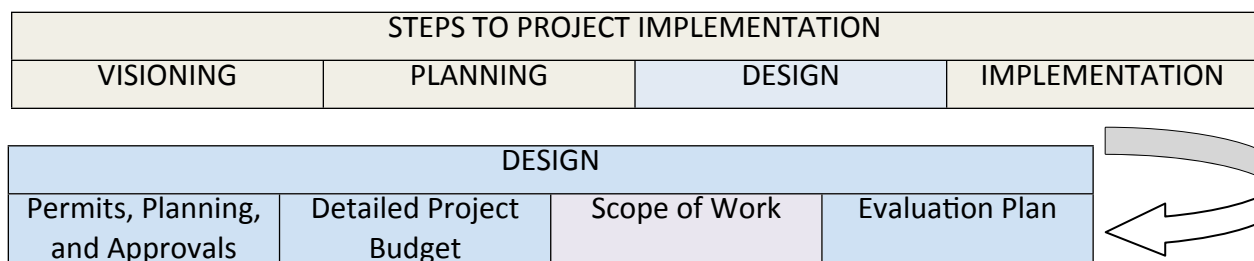 STEPS TO PROJECT IMPLEMENTATION
VISIONING PLANNING DESIGN IMPLEMENTATION
DESIGN
Permits, Planning, and Approvals
Detailed Project Budget
Scope of Work
Evaluation Plan